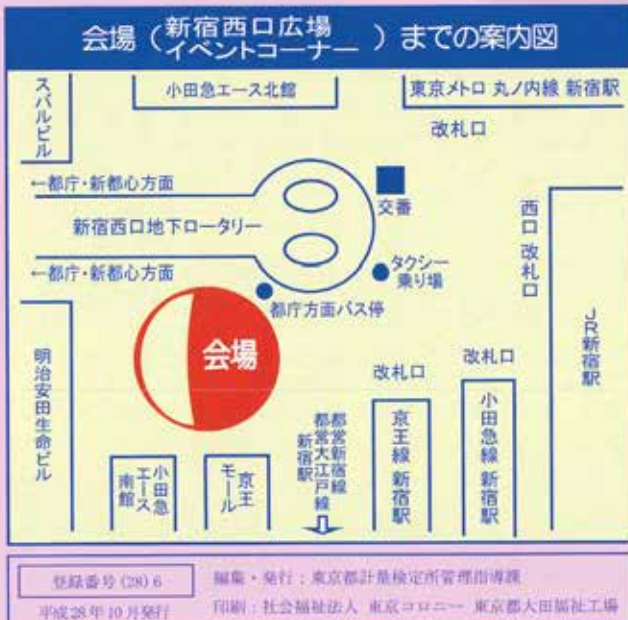 会場（新宿西口広場
イベントコーナー）までの案内図
スバルビル
小田急エース北館
東京メトロ 丸ノ内線 新宿駅
改札口
←都庁・新都心方面
交番
新宿西口地下ロータリー
西口 改札口
←都庁・新都心方面
タクシー
乗り場
都庁方面バス停
会場
JR新宿駅
明治安田生命ビル
改札口
改札口
小田急
エース
南館
京王
モール
都営新宿線
都営大江戸線
新宿駅
京王線 新宿駅
小田急線 新宿駅
登録番号(28)6
平成28年10月発行
編集・発行：東京都計量検定所管理指導課
印刷：社会福祉法人 東京コロニー 東京都大田福祉工場